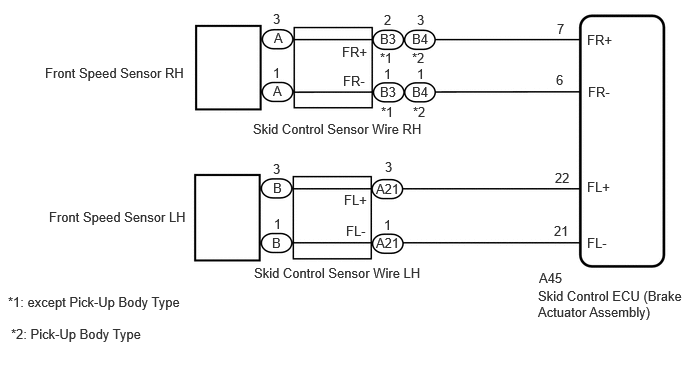 3
2
3
7
A
B3
B4
FR+
FR+
*1
*2
Front Speed Sensor RH
1
FR-
1
1
6
A
B3
B4
FR-
*1
*2
Skid Control Sensor Wire RH
3
3
22
B
A21
FL+
FL+
Front Speed Sensor LH
1
FL-
1
21
B
A21
FL-
Skid Control Sensor Wire LH
A45
Skid Control ECU (Brake
Actuator Assembly)
*1: except Pick-Up Body Type
*2: Pick-Up Body Type